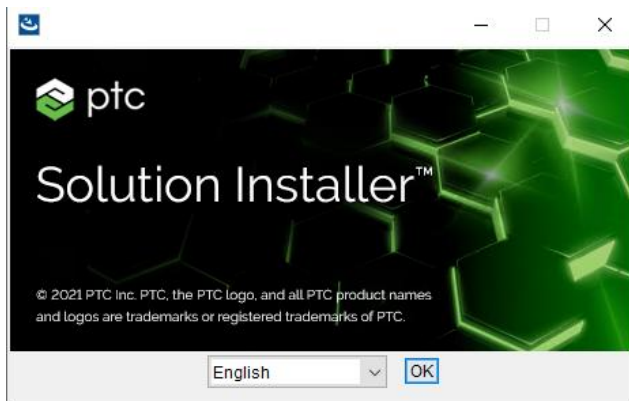 ptc
Solution Installer™
© 2021 PTC Inc. PTC, the PTC logo, and all PTC product names
and logos are trademarks or registered trademarks of PTC.
English
OK